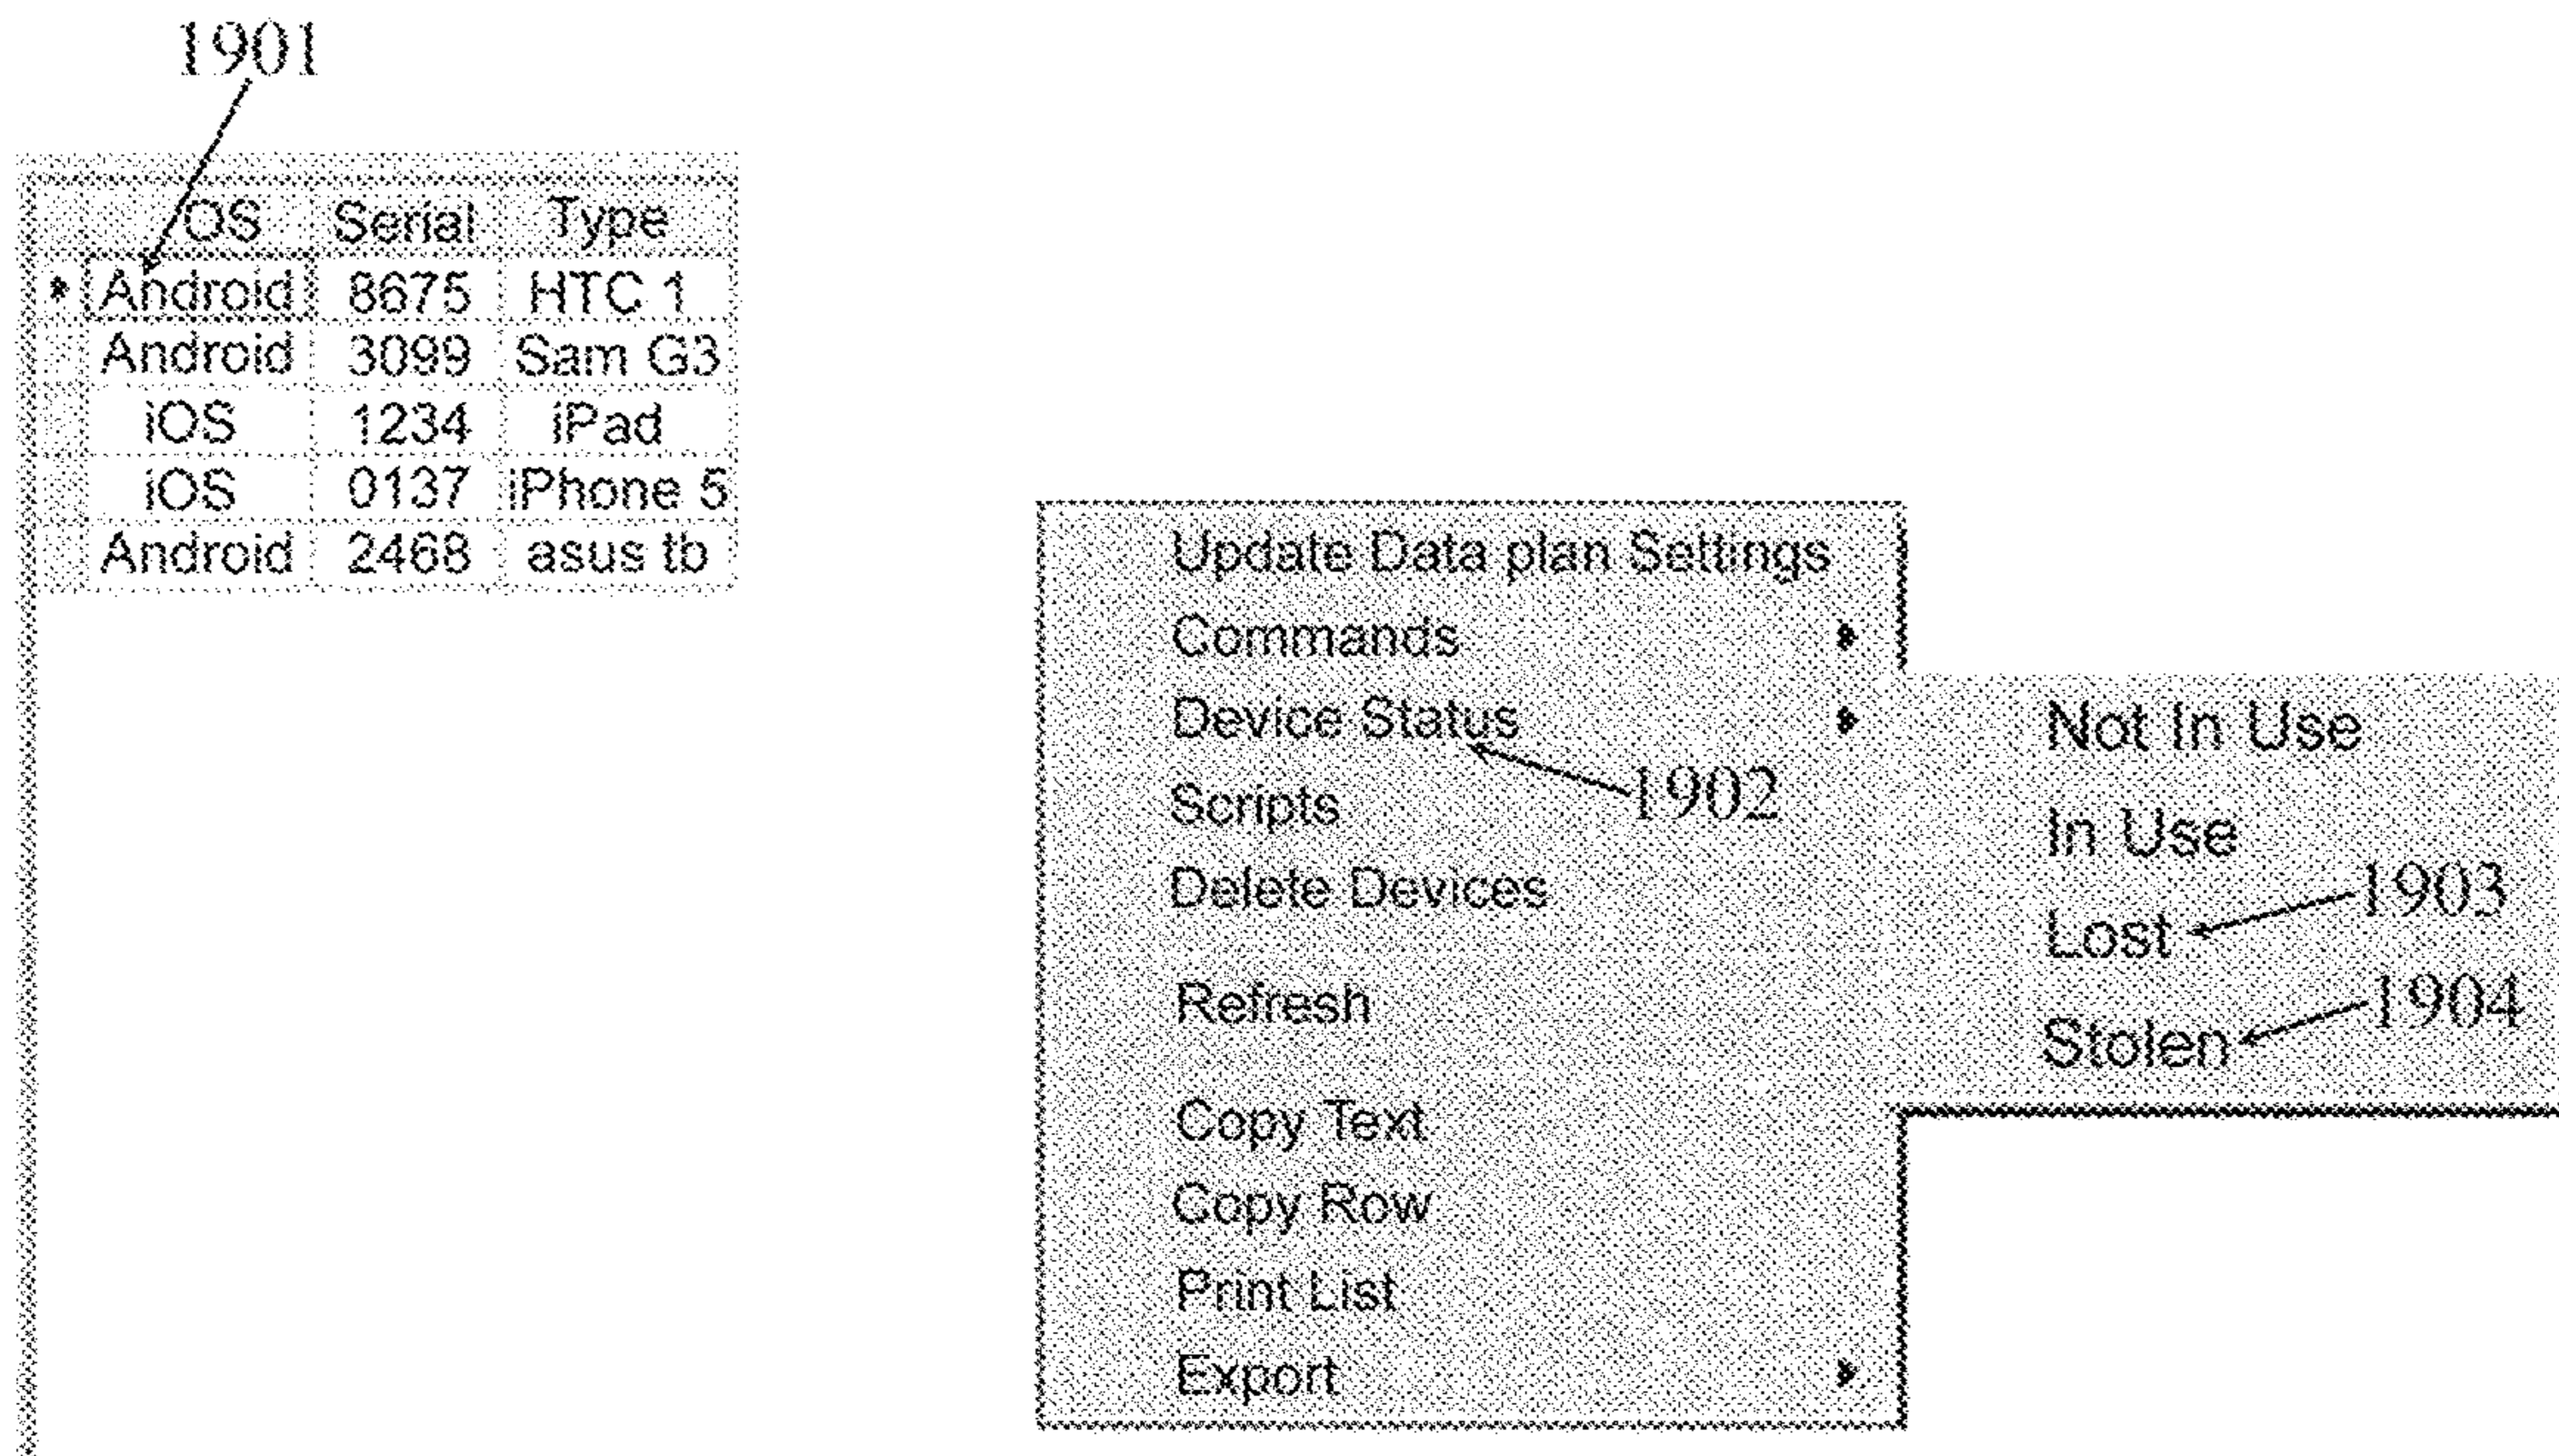 1901
OS Serial Type
Android 8675 HTC 1
Android 3099 Sam G3
iOS 1234 iPad
iOS 0137 iPhone 5
Android 2468 asus tb
Update Data plan Settings
Commands
Device Status
1902
Scripts
Delete Devices
Refresh
Copy Text
Copy Row
Print List
Export
Not In Use
In Use
1903
Lost
1904
Stolen